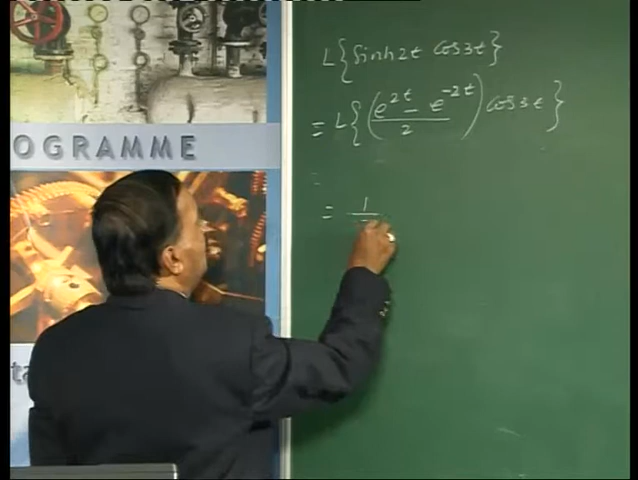 OGRAMME
L{sinh2t cos3t}
= L{(e^{2t} - e^{-2t} / 2) cos3t}
= 1